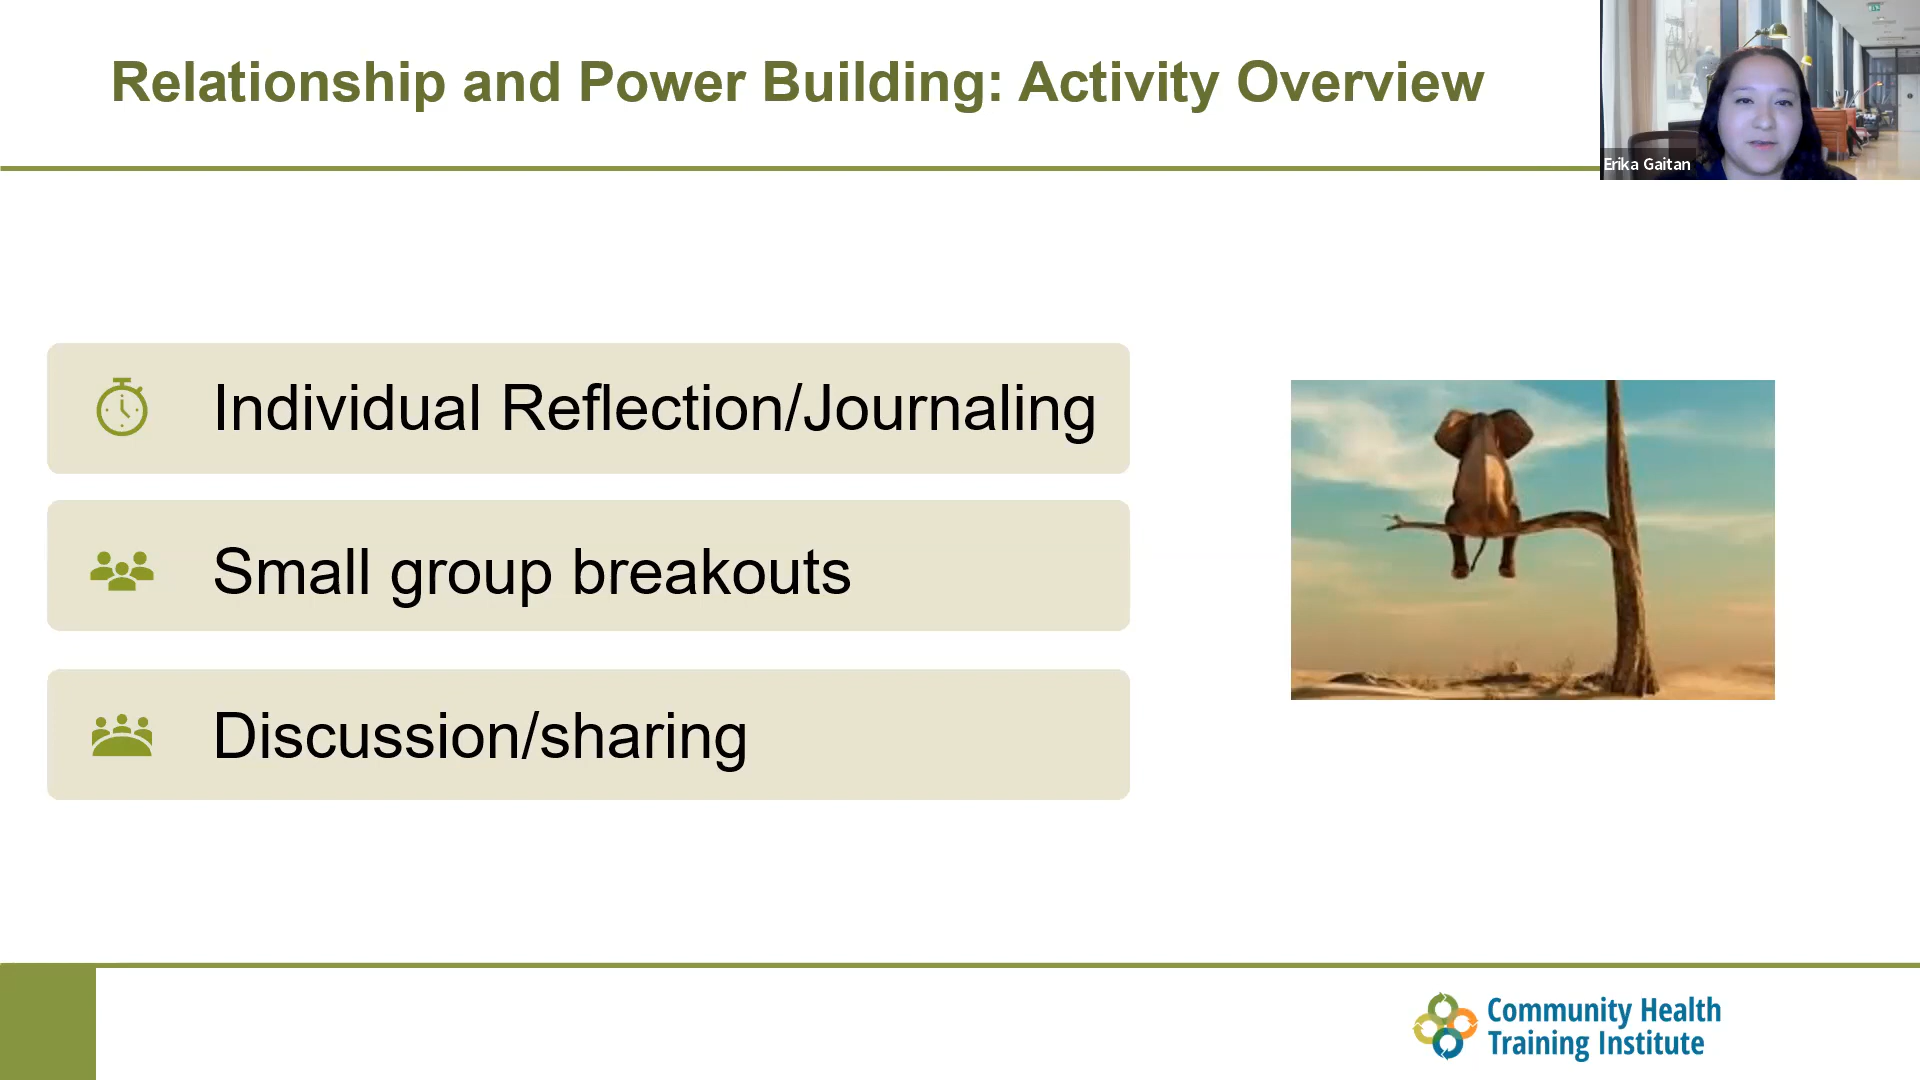 Relationship and Power Building: Activity Overview
Erika Gaitan
Individual Reflection/Journaling
Small group breakouts
Discussion/sharing
Community Health
Training Institute